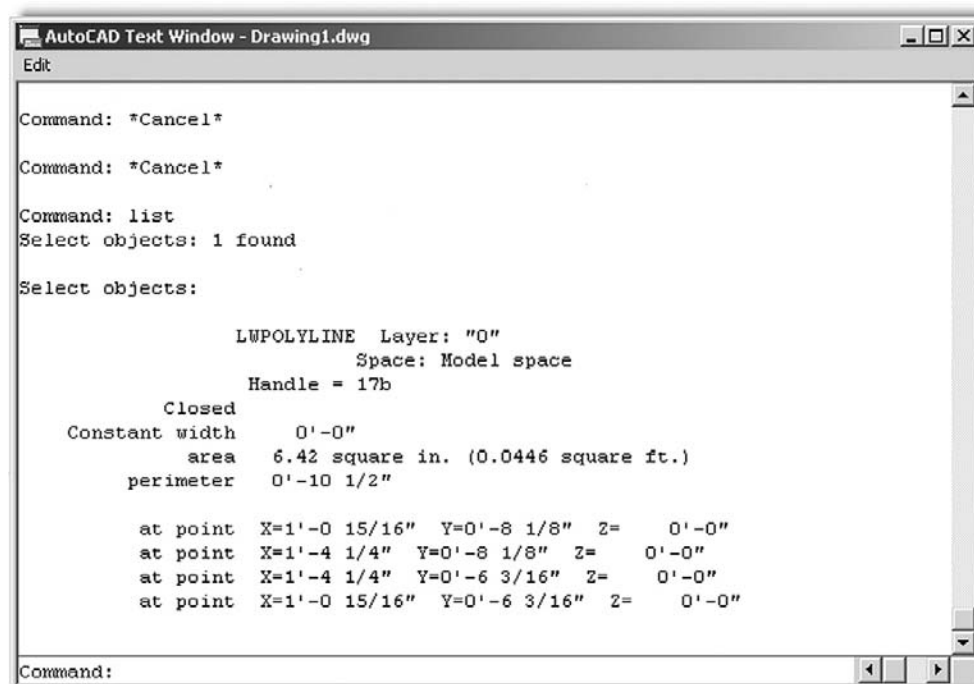 AutoCAD Text Window - Drawing1.dwg
Edit
Command: *Cancel*
Command: *Cancel*
Command: list
Select objects: 1 found
Select objects:
LWPOLYLINE Layer: "0"
Space: Model space
Handle = 17b
Closed
Constant width 0'-0"
area 6.42 square in. (0.0446 square ft.)
perimeter 0'-10 1/2"
at point X=1'-0 15/16" Y=0'-8 1/8" Z= 0'-0"
at point X=1'-4 1/4" Y=0'-8 1/8" Z= 0'-0"
at point X=1'-4 1/4" Y=0'-6 3/16" Z= 0'-0"
at point X=1'-0 15/16" Y=0'-6 3/16" Z= 0'-0"
Command: